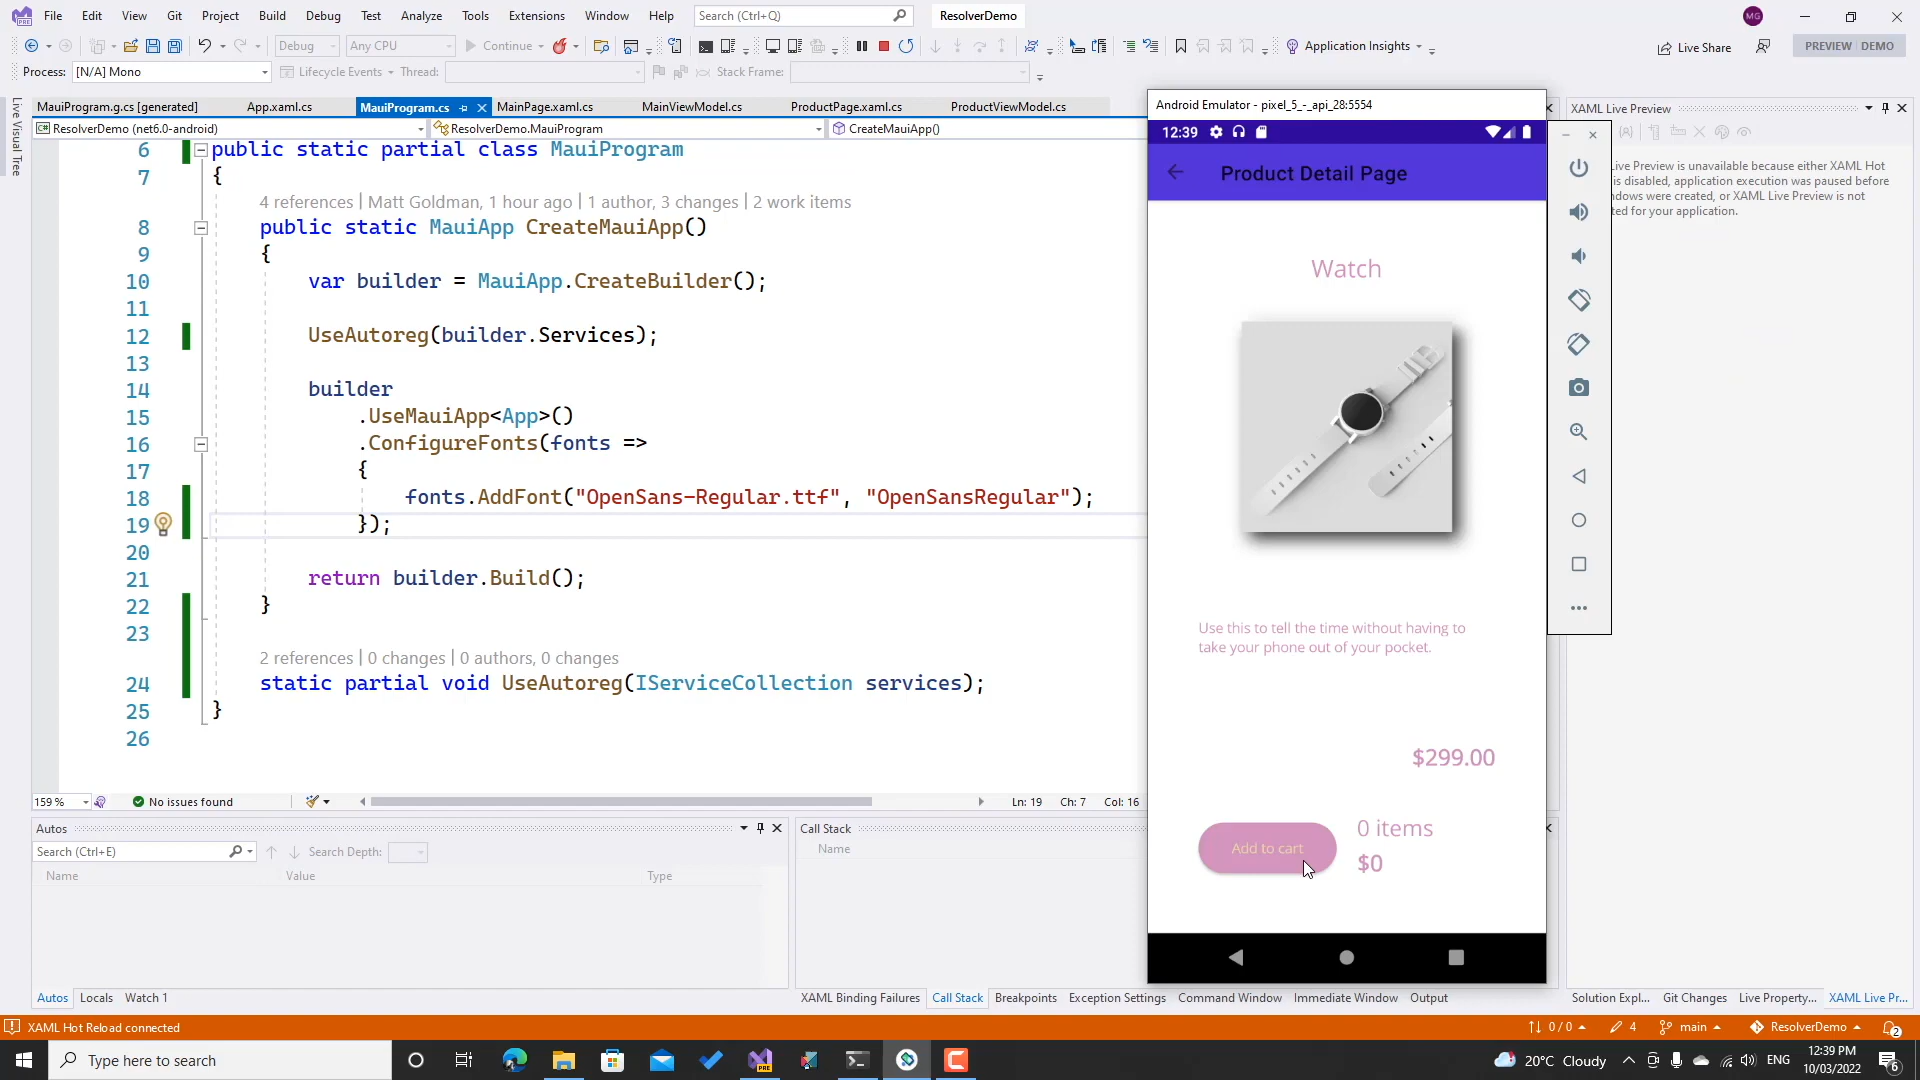 File Edit View Git Project Build Debug Test Analyze Tools Extensions Window Help Search (Ctrl+Q) ResolverDemo MG
Debug Any CPU Continue Application Insights Live Share PREVIEW DEMO
Process: [N/A] Mono Lifecycle Events Thread: Stack Frame:
Live Visual Tree
MauiProgram.g.cs [generated] App.xaml.cs MauiProgram.cs MainPage.xaml.cs MainViewModel.cs ProductPage.xaml.cs ProductViewModel.cs
ResolverDemo (net6.0-android) ResolverDemo.MauiProgram CreateMauiApp()
6 public static partial class MauiProgram
7 {
4 references | Matt Goldman, 1 hour ago | 1 author, 3 changes | 2 work items
8 public static MauiApp CreateMauiApp()
9 {
10 var builder = MauiApp.CreateBuilder();
11
12 UseAutoreg(builder.Services);
13
14 builder
15 .UseMauiApp<App>()
16 .ConfigureFonts(fonts =>
17 {
18 fonts.AddFont("OpenSans-Regular.ttf", "OpenSansRegular");
19 });
20
21 return builder.Build();
22 }
23
2 references | 0 changes | 0 authors, 0 changes
24 static partial void UseAutoreg(IServiceCollection services);
25 }
26
159 % No issues found Ln: 19 Ch: 7 Col: 16
Autos
Search (Ctrl+E) Search Depth:
Name Value Type
Autos Locals Watch 1
Call Stack
Name
XAML Binding Failures Call Stack Breakpoints Exception Settings Command Window Immediate Window Output
Android Emulator - pixel_5_-_api_28:5554
12:39
Product Detail Page
Watch
Use this to tell the time without having to
take your phone out of your pocket.
$299.00
Add to cart
0 items
$0
XAML Live Preview
Live Preview is unavailable because either XAML Hot
is disabled, application execution was paused before
ndows were created, or XAML Live Preview is not
ted for your application.
Solution Expl... Git Changes Live Property... XAML Live Pr...
XAML Hot Reload connected 0 / 0 4 main ResolverDemo 2
Type here to search PRE 20°C Cloudy ENG 12:39 PM
10/03/2022 6